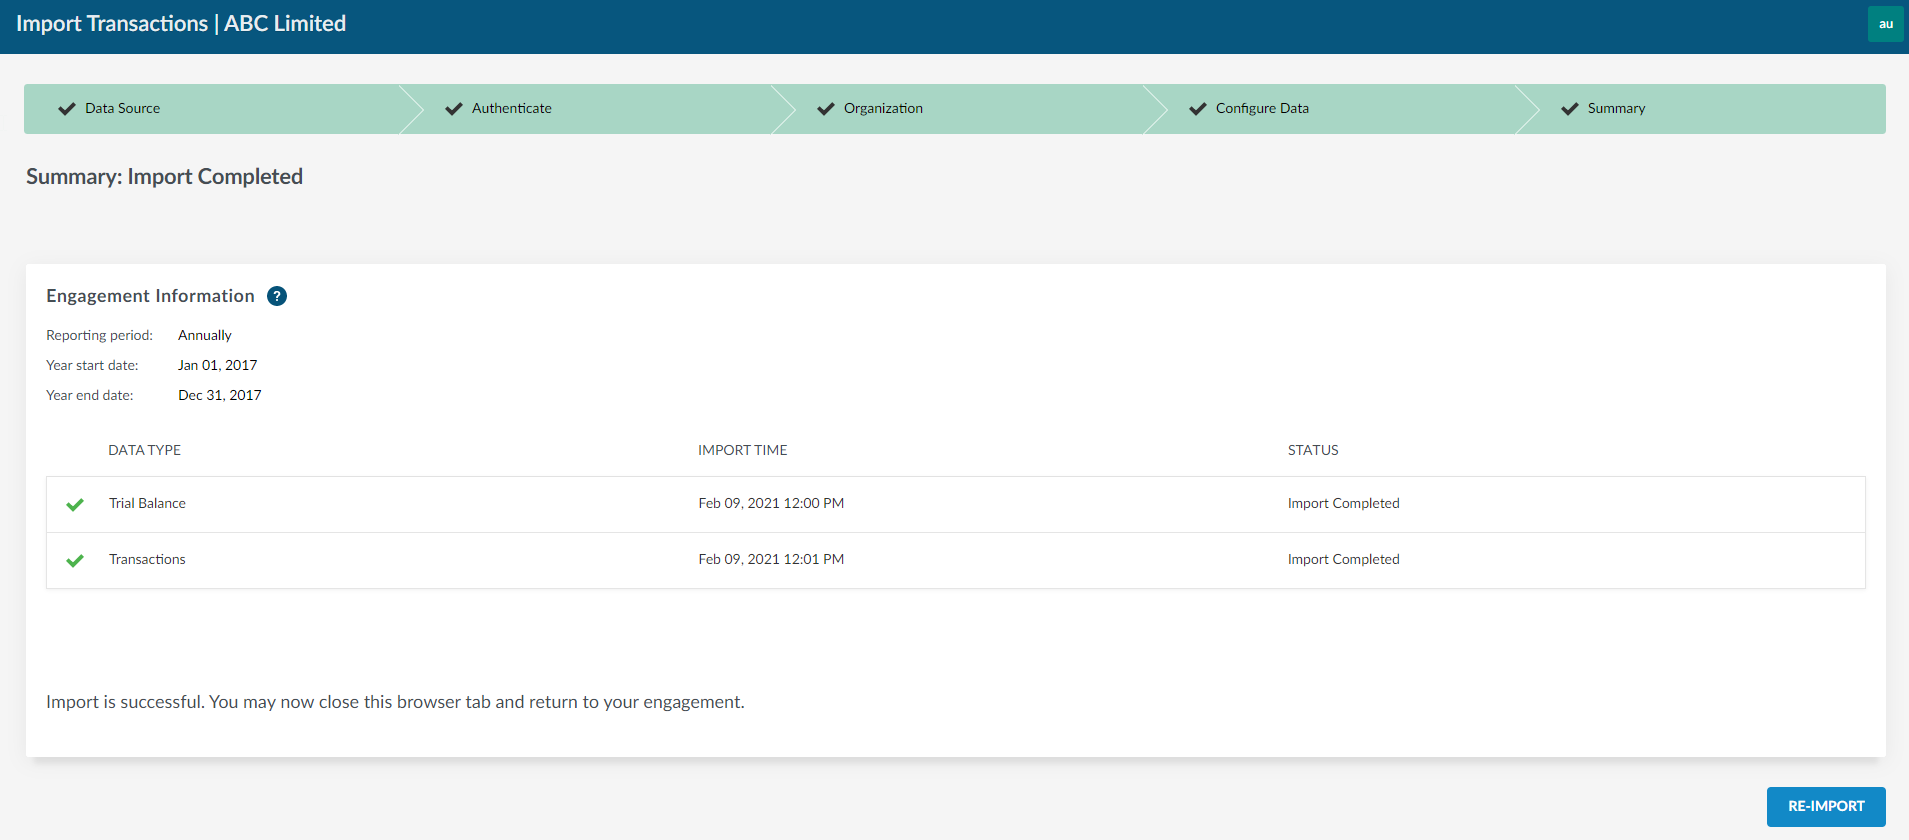 Import Transactions | ABC Limited
au
Data Source
Authenticate
Organization
Configure Data
Summary
Summary: Import Completed
Engagement Information ?
Reporting period: Annually
Year start date: Jan 01, 2017
Year end date: Dec 31, 2017
DATA TYPE IMPORT TIME STATUS
Trial Balance Feb 09, 2021 12:00 PM Import Completed
Transactions Feb 09, 2021 12:01 PM Import Completed
Import is successful. You may now close this browser tab and return to your engagement.
RE-IMPORT